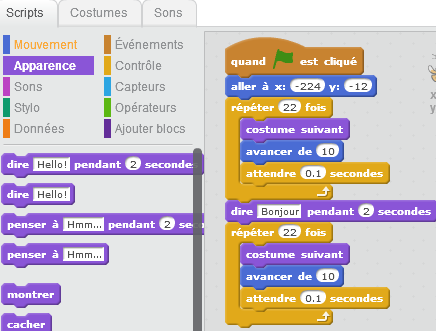 Scripts Costumes Sons
Mouvement Événements
Apparence Contrôle
Sons Capteurs
Stylo Opérateurs
Données Ajouter blocs
dire Hello! pendant 2 secondes
dire Hello!
penser à Hmm... pendant 2 sec
penser à Hmm...
montrer
cacher
quand est cliqué
aller à x: -224 y: -12
répéter 22 fois
costume suivant
avancer de 10
attendre 0.1 secondes
dire Bonjour pendant 2 secondes
répéter 22 fois
costume suivant
avancer de 10
attendre 0.1 secondes
x
y